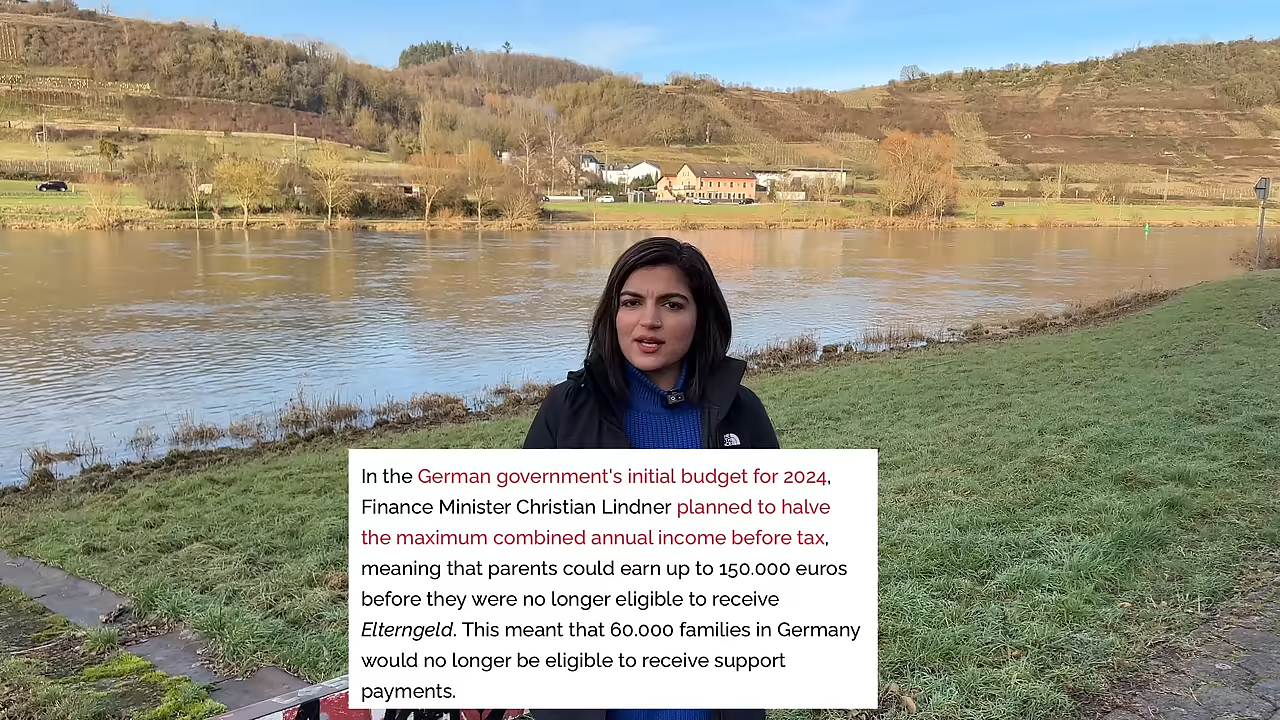 In the German government's initial budget for 2024,
Finance Minister Christian Lindner planned to halve
the maximum combined annual income before tax,
meaning that parents could earn up to 150.000 euros
before they were no longer eligible to receive
Elterngeld. This meant that 60.000 families in Germany
would no longer be eligible to receive support
payments.